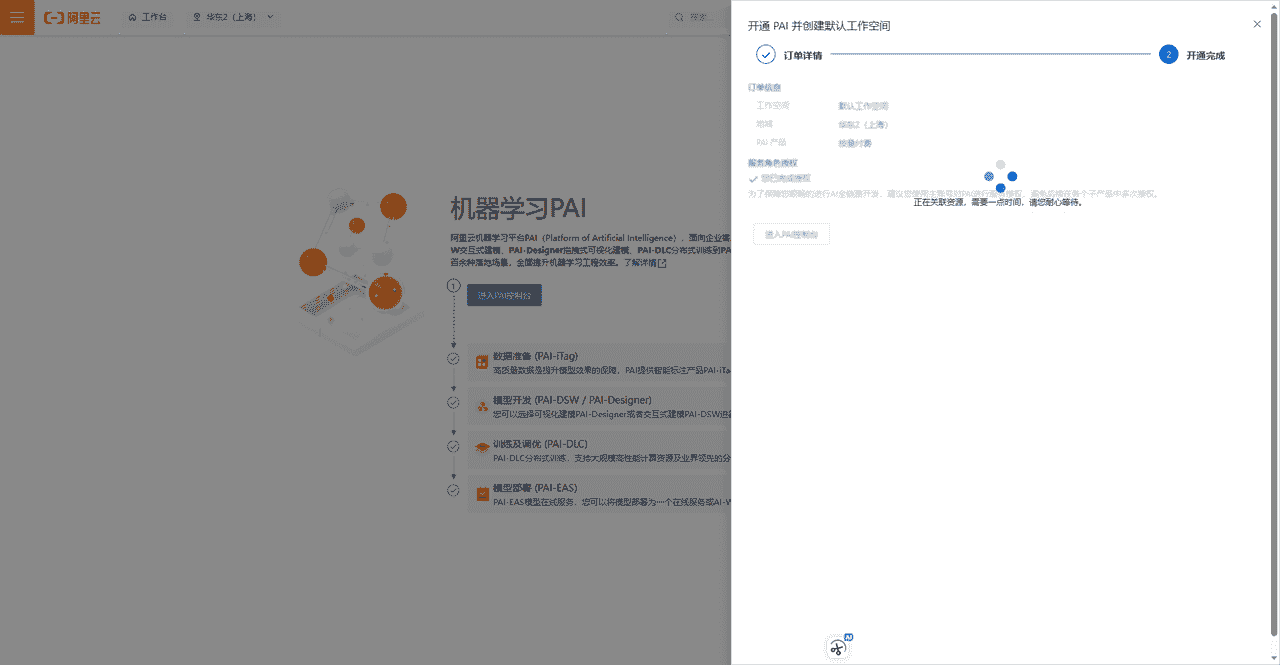 阿里云
工作台
华东2（上海）
搜索...
机器学习PAI
阿里云机器学习平台PAI（Platform of Artificial Intelligence），面向企业客
W交互式建模、PAI-Designer拖拽式可视化建模、PAI-DLC分布式训练到PA
百余种落地场景，全面提升机器学习工程效率。了解详情
1
进入PAI控制台
数据准备 (PAI-iTag)
高质量数据是提升模型效果的保障，PAI提供智能标注产品PAI-iTa
模型开发 (PAI-DSW / PAI-Designer)
您可以选择可视化建模PAI-Designer或者交互式建模PAI-DSW进
训练及调优 (PAI-DLC)
PAI-DLC分布式训练，支持大规模高性能计算资源及业界领先的分
模型部署 (PAI-EAS)
PAI-EAS模型在线服务，您可以将模型部署为一个在线服务或AI-W
开通 PAI 并创建默认工作空间
订单详情
2
开通完成
订单信息
工作空间 默认工作空间
地域 华东2（上海）
PAI 产品 按量付费
服务角色授权
您已完成授权
正在关联资源，需要一点时间，请您耐心等待。
进入PAI控制台
AI